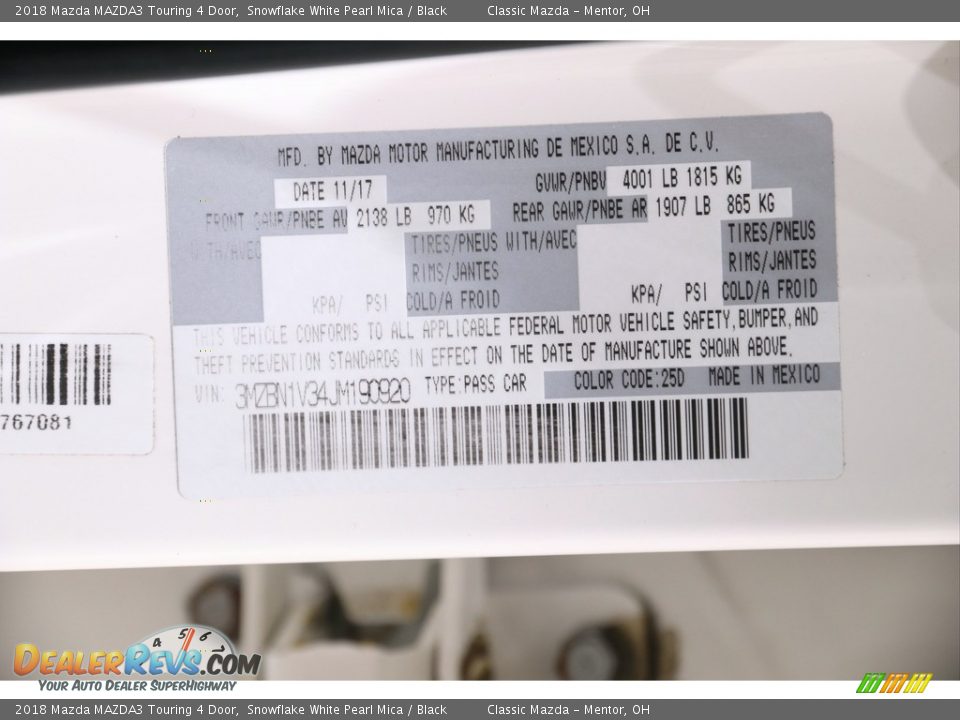 2018 Mazda MAZDA3 Touring 4 Door, Snowflake White Pearl Mica / Black Classic Mazda - Mentor, OH
MFD. BY MAZDA MOTOR MANUFACTURING DE MEXICO S.A. DE C.V.
DATE 11/17 GVWR/PNBV 4001 LB 1815 KG
FRONT GAWR/PNBE AV 2138 LB 970 KG REAR GAWR/PNBE AR 1907 LB 865 KG
WITH/AVEC TIRES/PNEUS WITH/AVEC TIRES/PNEUS
RIMS/JANTES RIMS/JANTES
KPA/ PSI COLD/A FROID KPA/ PSI COLD/A FROID
THIS VEHICLE CONFORMS TO ALL APPLICABLE FEDERAL MOTOR VEHICLE SAFETY,BUMPER,AND
THEFT PREVENTION STANDARDS IN EFFECT ON THE DATE OF MANUFACTURE SHOWN ABOVE.
VIN: 3MZBN1V34JM190920 TYPE:PASS CAR COLOR CODE:25D MADE IN MEXICO
767081
4 5 6
DEALERREVS.COM
YOUR AUTO DEALER SUPERHIGHWAY
2018 Mazda MAZDA3 Touring 4 Door, Snowflake White Pearl Mica / Black Classic Mazda - Mentor, OH